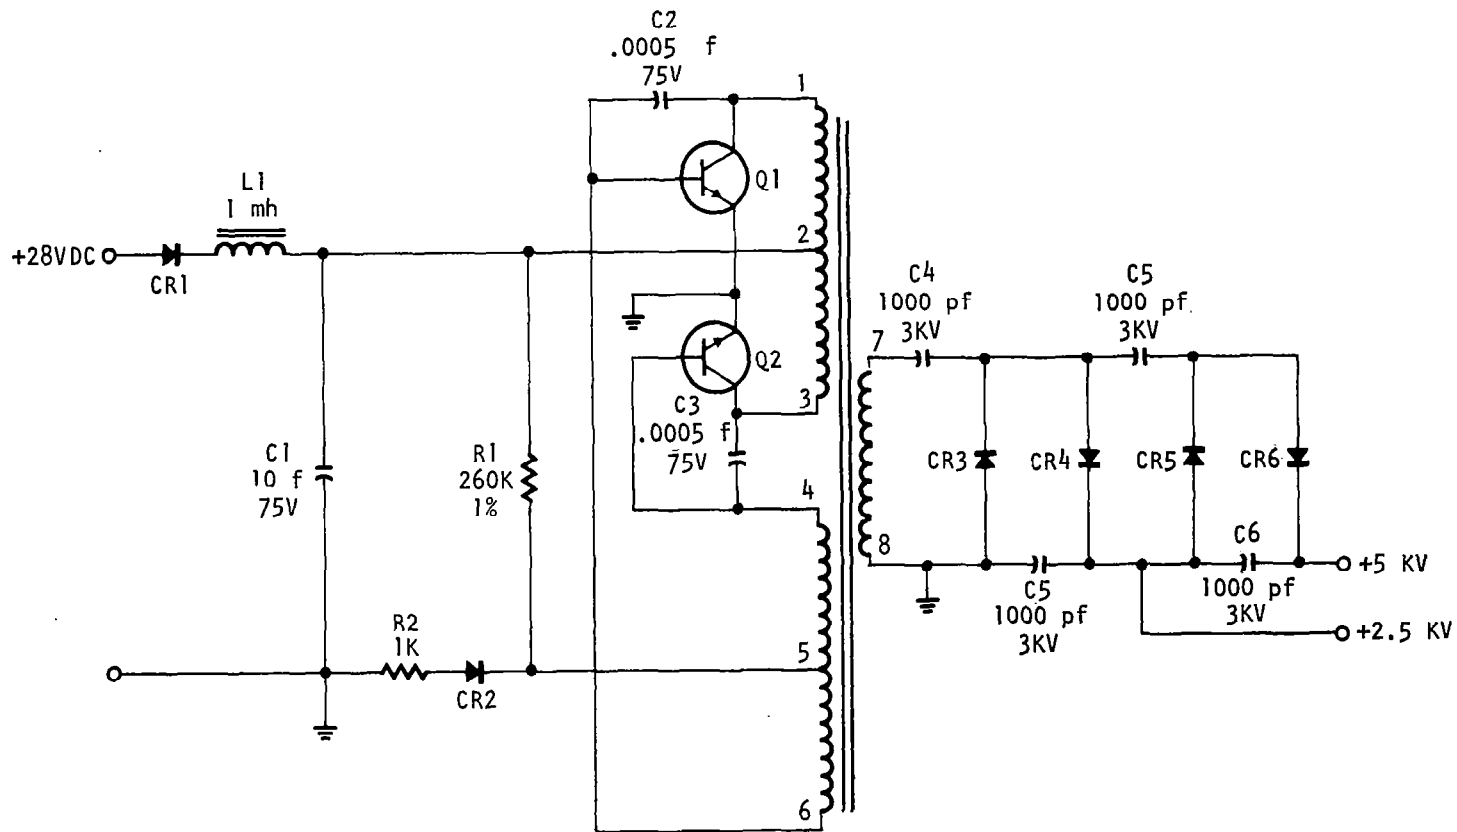 C2
.0005 f
75V
1
Q1
L1
1 mh
2
+28VDC
CR1
C4
1000 pf
3KV
C5
1000 pf
3KV
7
Q2
3
C3
.0005 f
75V
C1
10 f
75V
R1
260K
1%
CR3
CR4
CR5
CR6
4
8
C6
1000 pf
3KV
+5 KV
C5
1000 pf
3KV
+2.5 KV
R2
1K
5
CR2
6